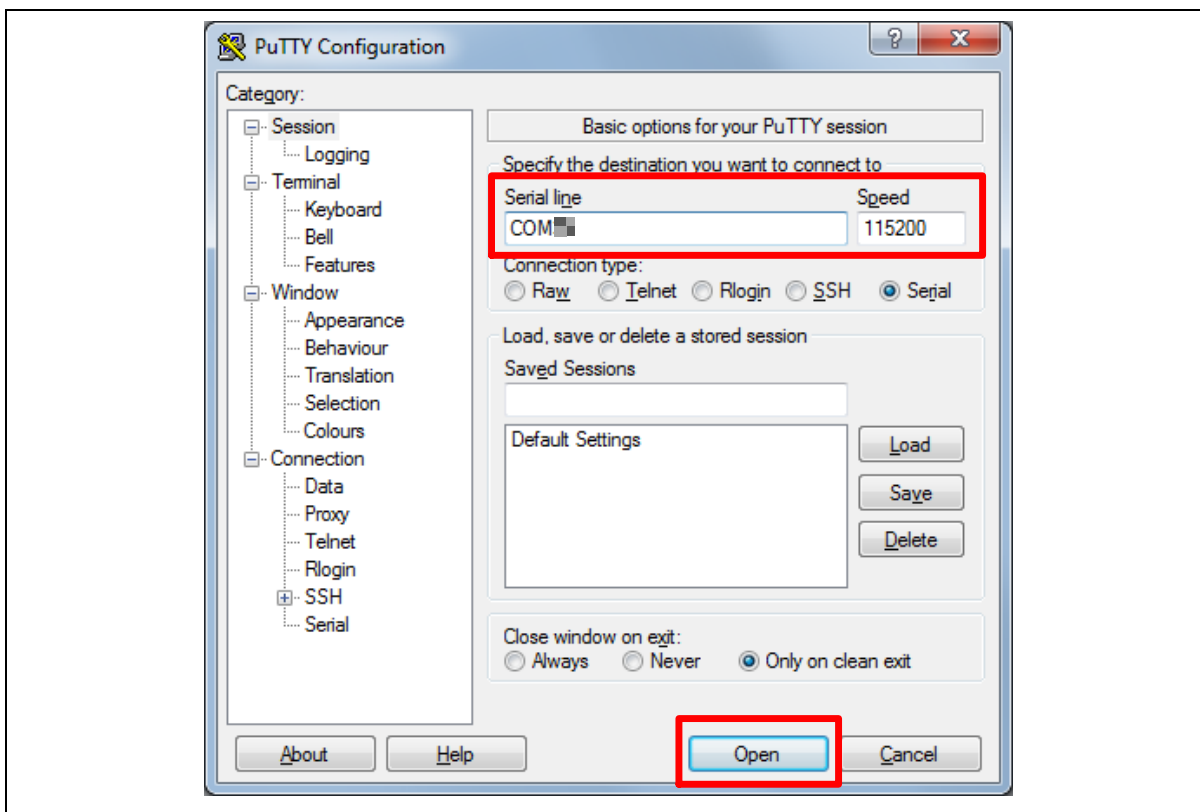 PuTTY Configuration
Category:
Session
Logging
Terminal
Keyboard
Bell
Features
Window
Appearance
Behaviour
Translation
Selection
Colours
Connection
Data
Proxy
Telnet
Rlogin
SSH
Serial
Basic options for your PuTTY session
Specify the destination you want to connect to
Serial line Speed
COM 115200
Connection type:
Raw Telnet Rlogin SSH Serial
Load, save or delete a stored session
Saved Sessions
Default Settings
Load
Save
Delete
Close window on exit:
Always Never Only on clean exit
About Help Open Cancel